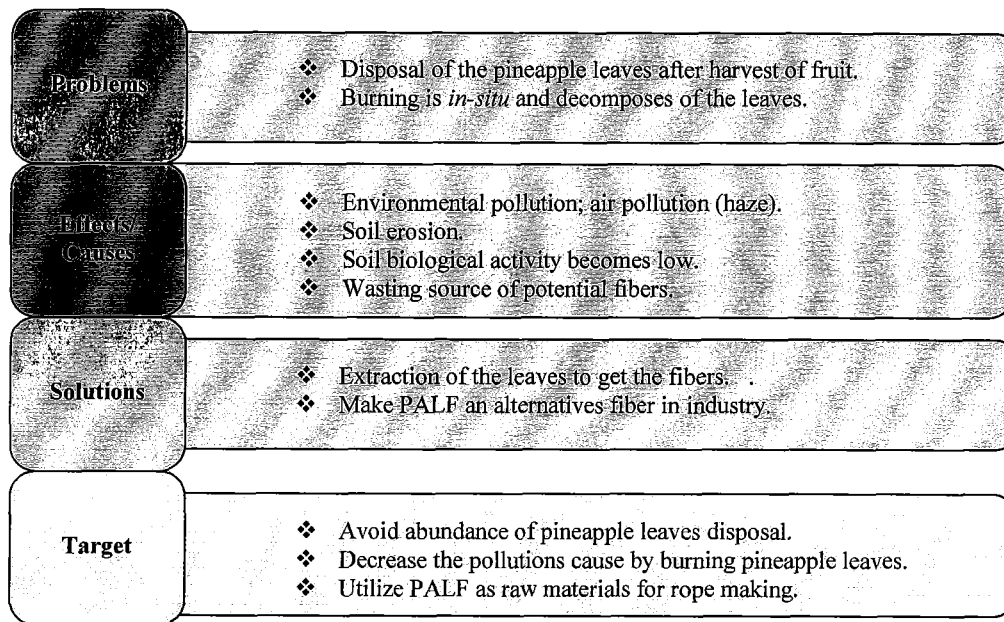 Problems
❖ Disposal of the pineapple leaves after harvest of fruit.
❖ Burning is in-situ and decomposes of the leaves.
Effects/
Causes
❖ Environmental pollution; air pollution (haze).
❖ Soil erosion.
❖ Soil biological activity becomes low.
❖ Wasting source of potential fibers.
Solutions
❖ Extraction of the leaves to get the fibers.
❖ Make PALF an alternatives fiber in industry.
Target
❖ Avoid abundance of pineapple leaves disposal.
❖ Decrease the pollutions cause by burning pineapple leaves.
❖ Utilize PALF as raw materials for rope making.